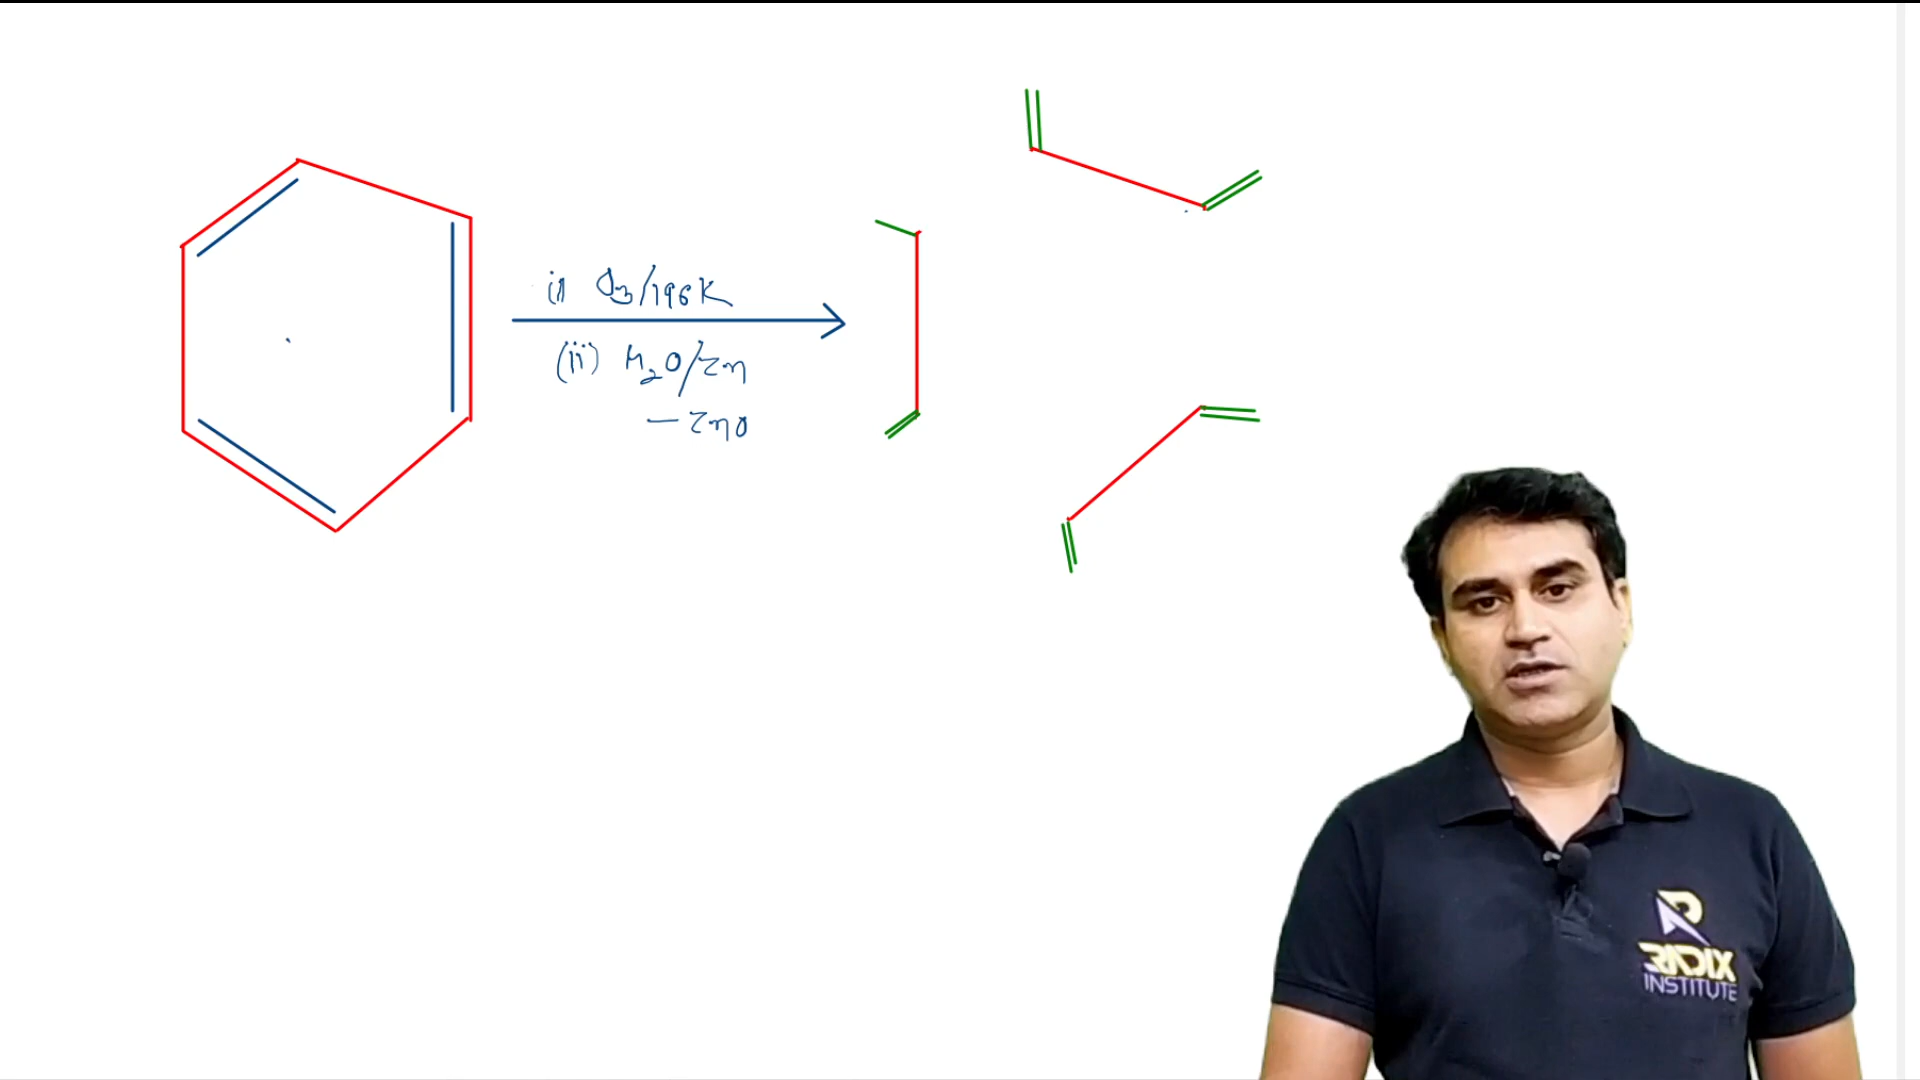 (i) O3/196K
(ii) H2O/Zn
- ZnO
RADIX
INSTITUTE